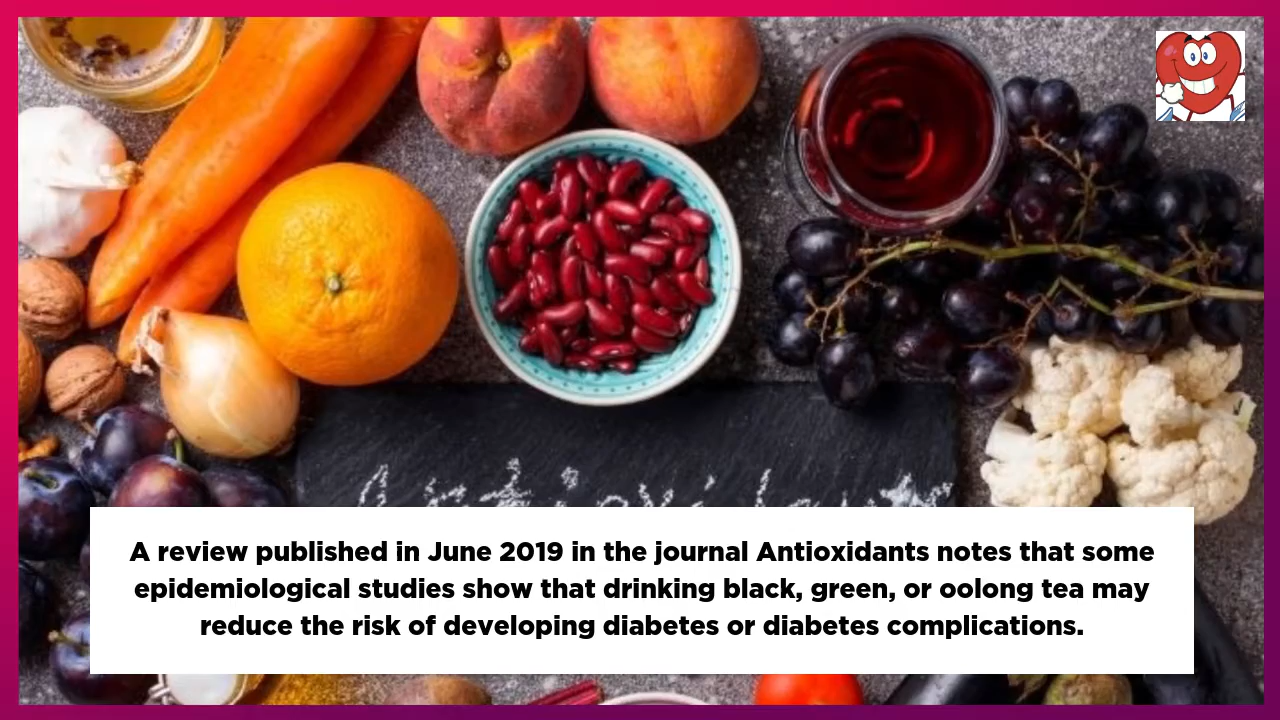 Antioxidants
A review published in June 2019 in the journal Antioxidants notes that some
epidemiological studies show that drinking black, green, or oolong tea may
reduce the risk of developing diabetes or diabetes complications.